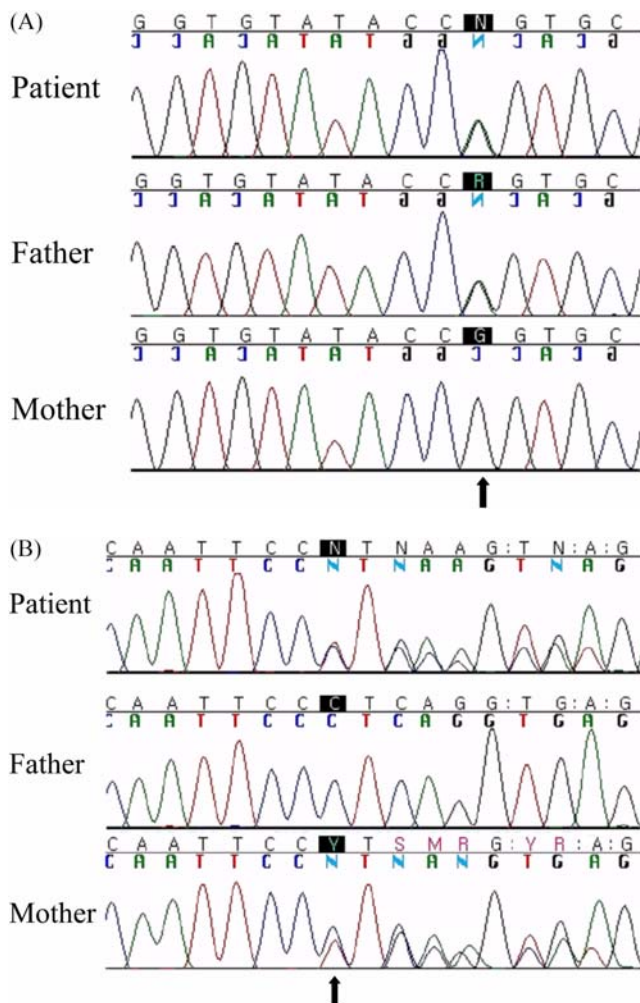 (A)
G G T G T A T A C C N G T G C
C C A C A T A T G G N C A C G
Patient
G G T G T A T A C C R G T G C
C C A C A T A T G G N C A C G
Father
G G T G T A T A C C G G T G C
C C A C A T A T G G C C A C G
Mother
(B)
C A A T T C C N T N A A G : T N : A : G
C A A T T C C N T N A A G T N A G
Patient
C A A T T C C C T C A G G : T G : A : G
C A A T T C C C T C A G G T G A G
Father
C A A T T C C Y T S M R G : Y R : A : G
C A A T T C C N T N A N G T G A G
Mother